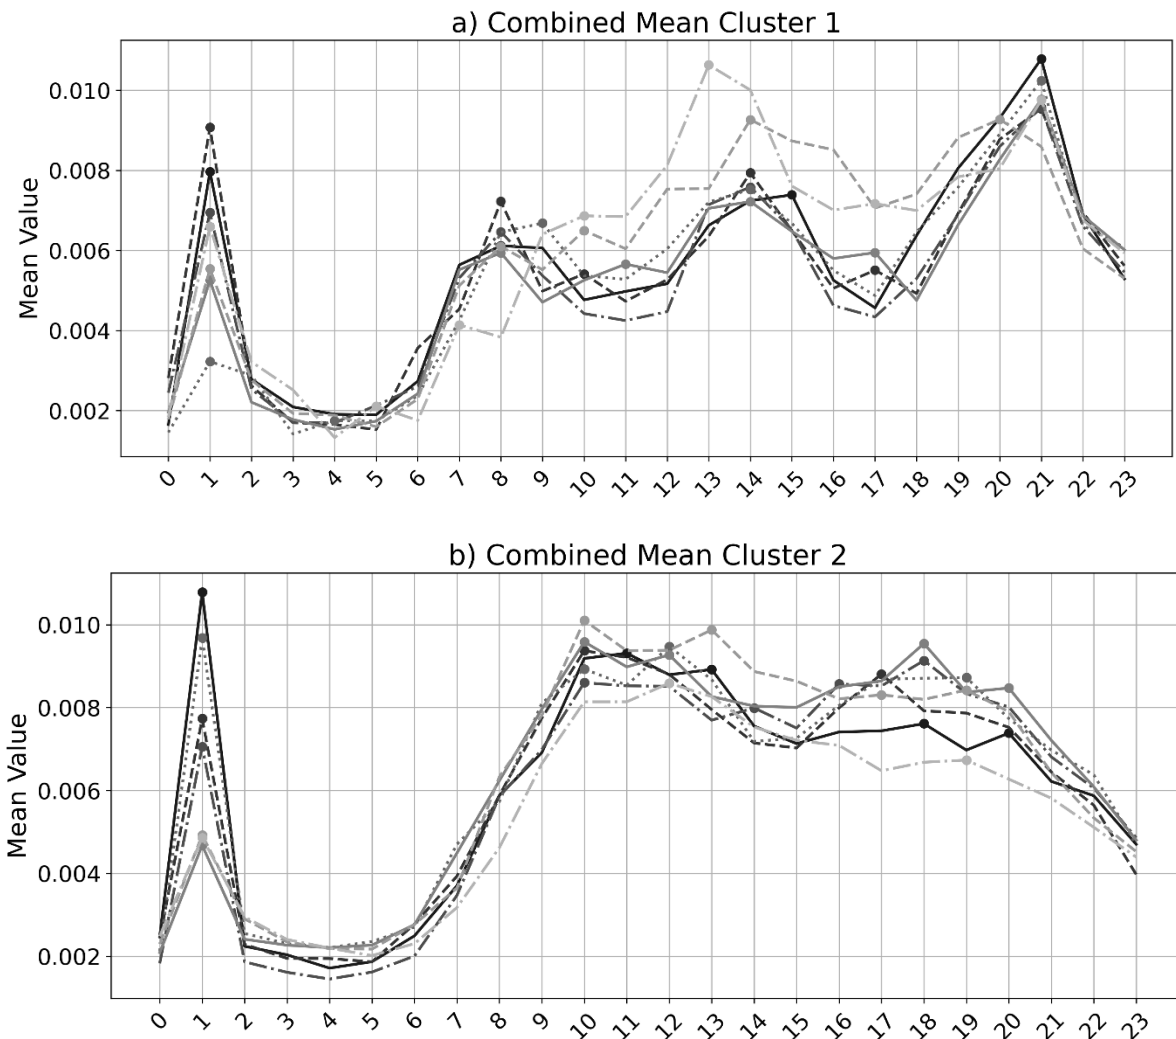 a) Combined Mean Cluster 1
Mean Value
0.010
0.008
0.006
0.004
0.002
0 1 2 3 4 5 6 7 8 9 10 11 12 13 14 15 16 17 18 19 20 21 22 23
b) Combined Mean Cluster 2
Mean Value
0.010
0.008
0.006
0.004
0.002
0 1 2 3 4 5 6 7 8 9 10 11 12 13 14 15 16 17 18 19 20 21 22 23